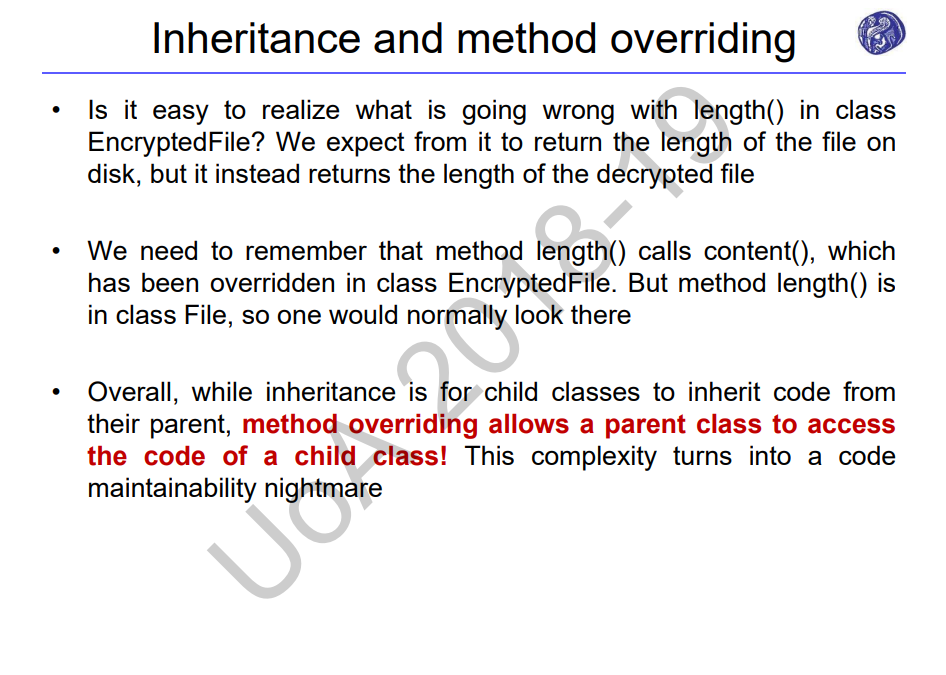 Inheritance and method overriding
• Is it easy to realize what is going wrong with length() in class
EncryptedFile? We expect from it to return the length of the file on
disk, but it instead returns the length of the decrypted file
• We need to remember that method length() calls content(), which
has been overridden in class EncryptedFile. But method length() is
in class File, so one would normally look there
• Overall, while inheritance is for child classes to inherit code from
their parent, method overriding allows a parent class to access
the code of a child class! This complexity turns into a code
maintainability nightmare
UoA 2018-19